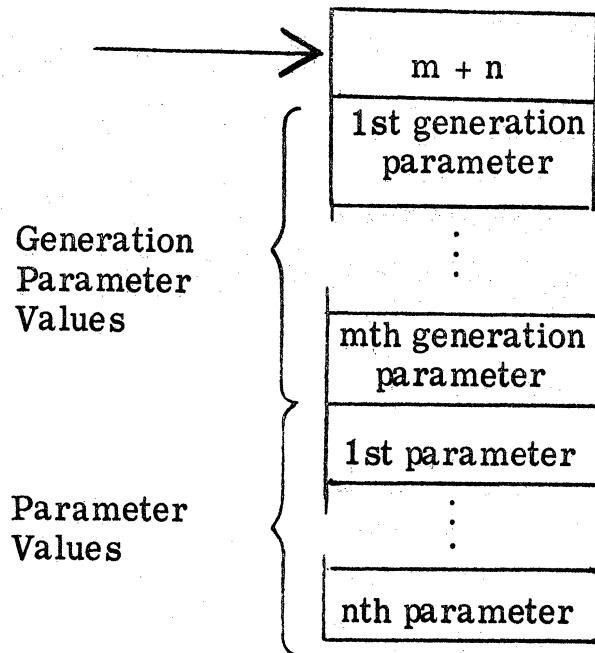 m + n
1st generation
parameter
Generation
Parameter
Values
mth generation
parameter
1st parameter
Parameter
Values
nth parameter